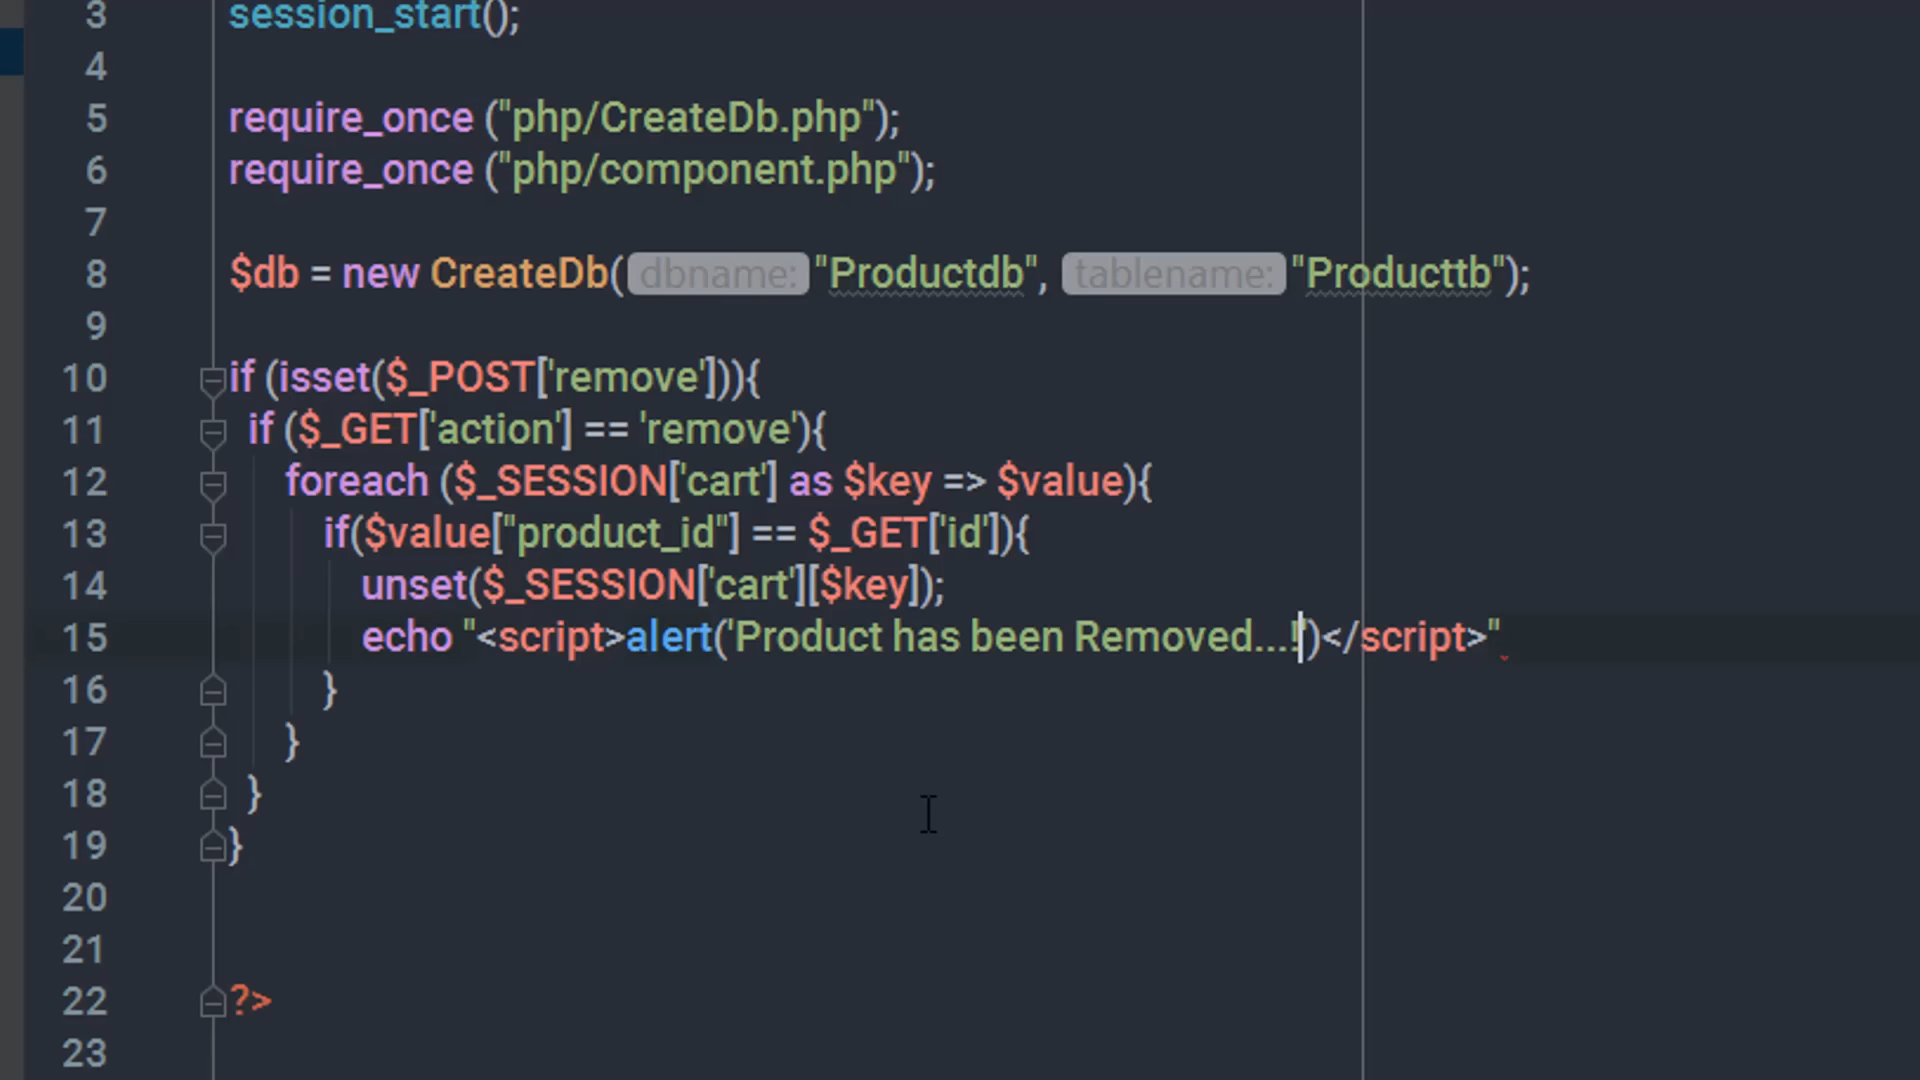 3 session_start();
4
5 require_once ("php/CreateDb.php");
6 require_once ("php/component.php");
7
8 $db = new CreateDb( dbname: "Productdb", tablename: "Producttb");
9
10 if (isset($_POST['remove'])){
11 if ($_GET['action'] == 'remove'){
12 foreach ($_SESSION['cart'] as $key => $value){
13 if($value["product_id"] == $_GET['id']){
14 unset($_SESSION['cart'][$key]);
15 echo "<script>alert('Product has been Removed...!')</script>"
16 }
17 }
18 }
19 }
20
21
22 ?>
23